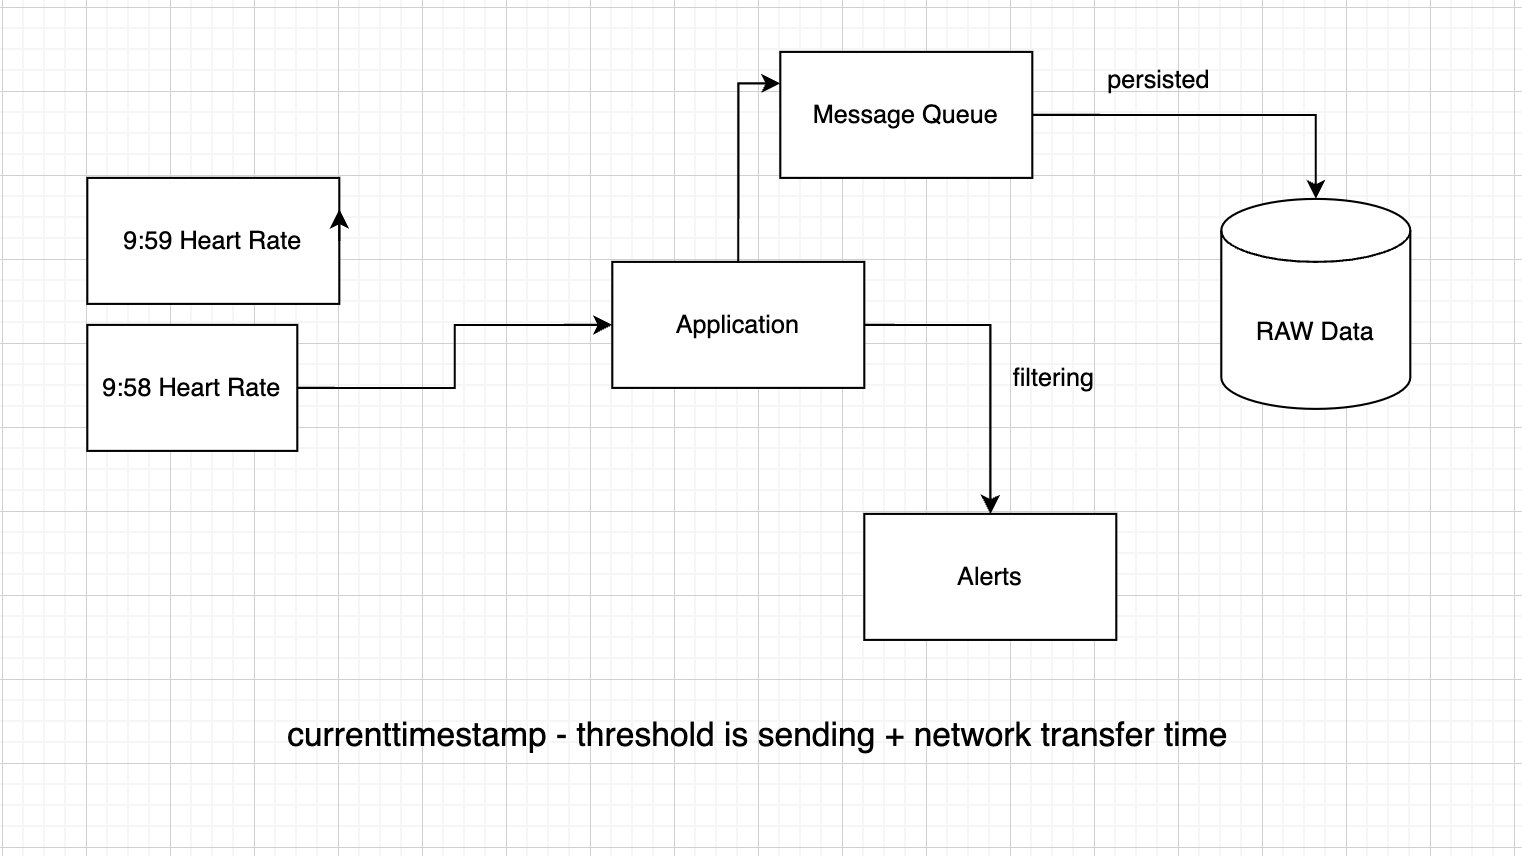 persisted
Message Queue
9:59 Heart Rate
Application
RAW Data
9:58 Heart Rate
filtering
Alerts
currenttimestamp - threshold is sending + network transfer time